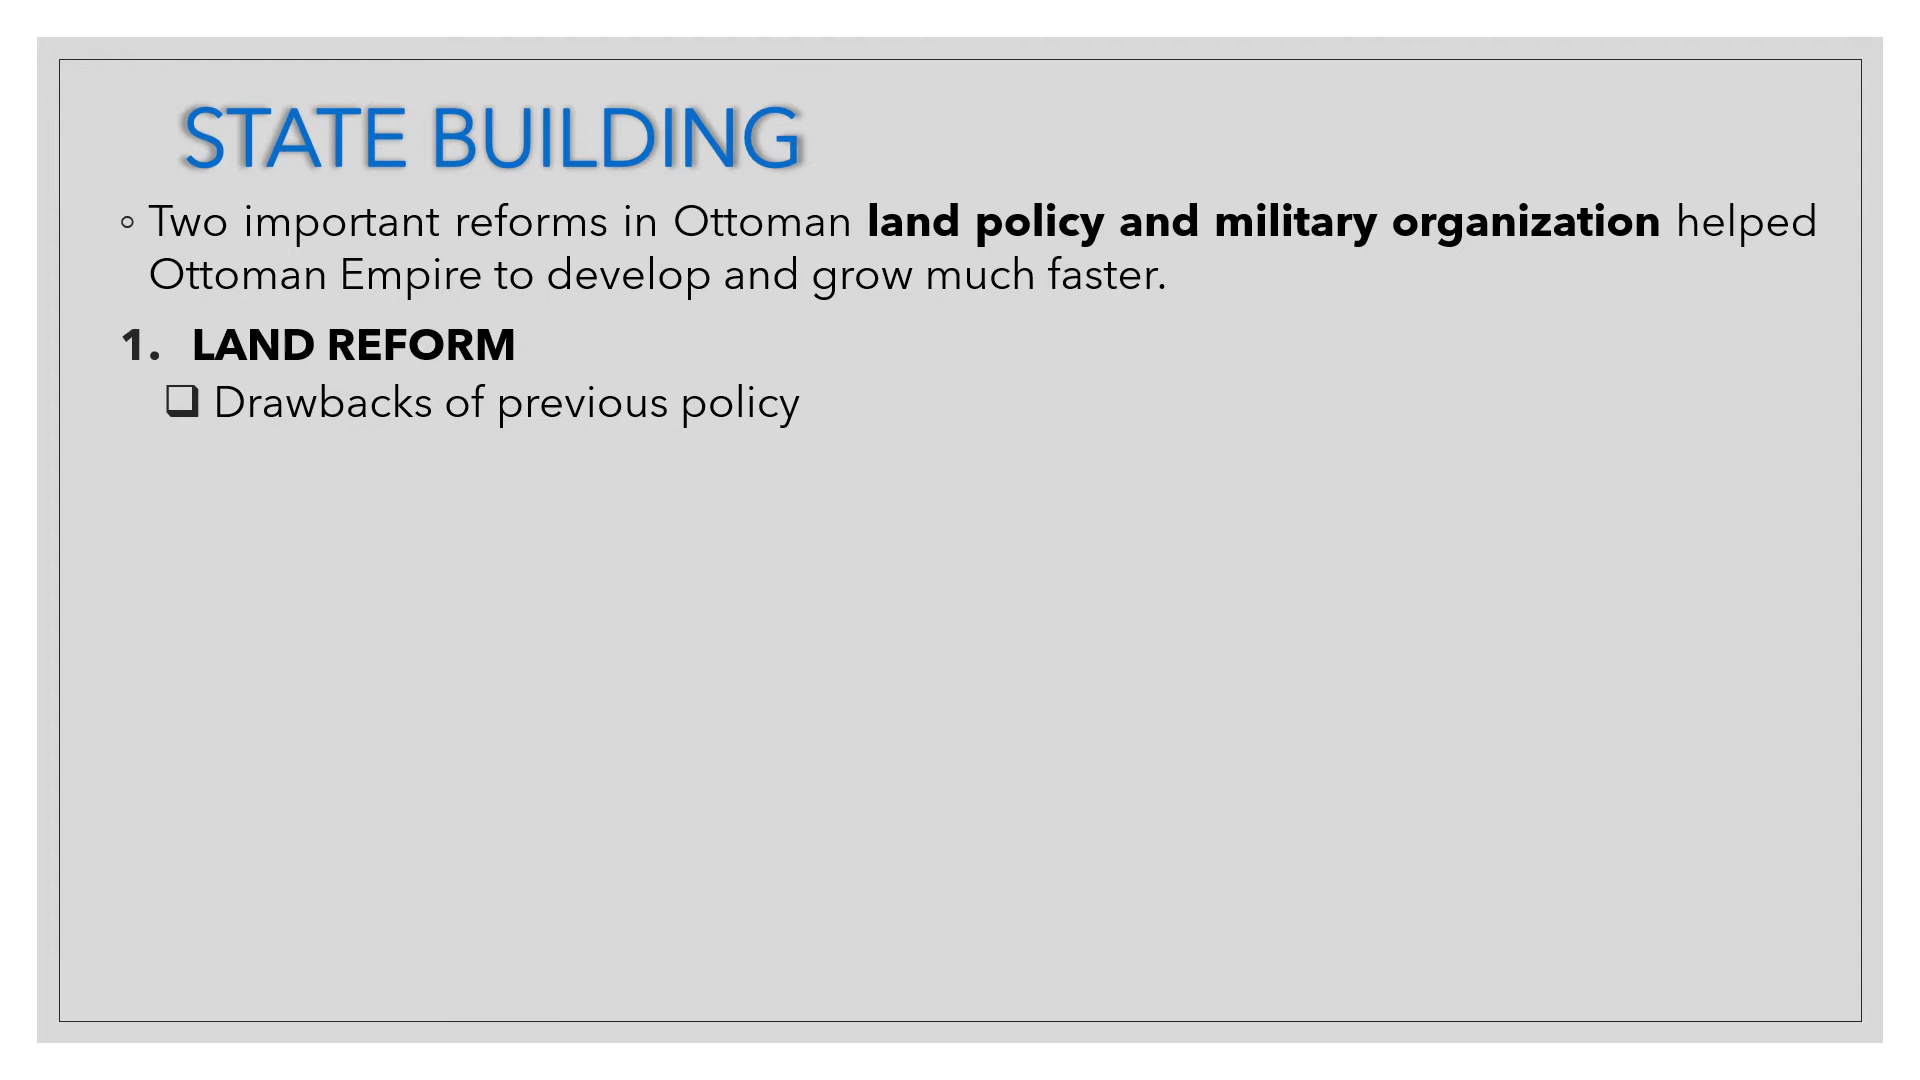 STATE BUILDING
◦ Two important reforms in Ottoman land policy and military organization helped
Ottoman Empire to develop and grow much faster.
1. LAND REFORM
❑ Drawbacks of previous policy